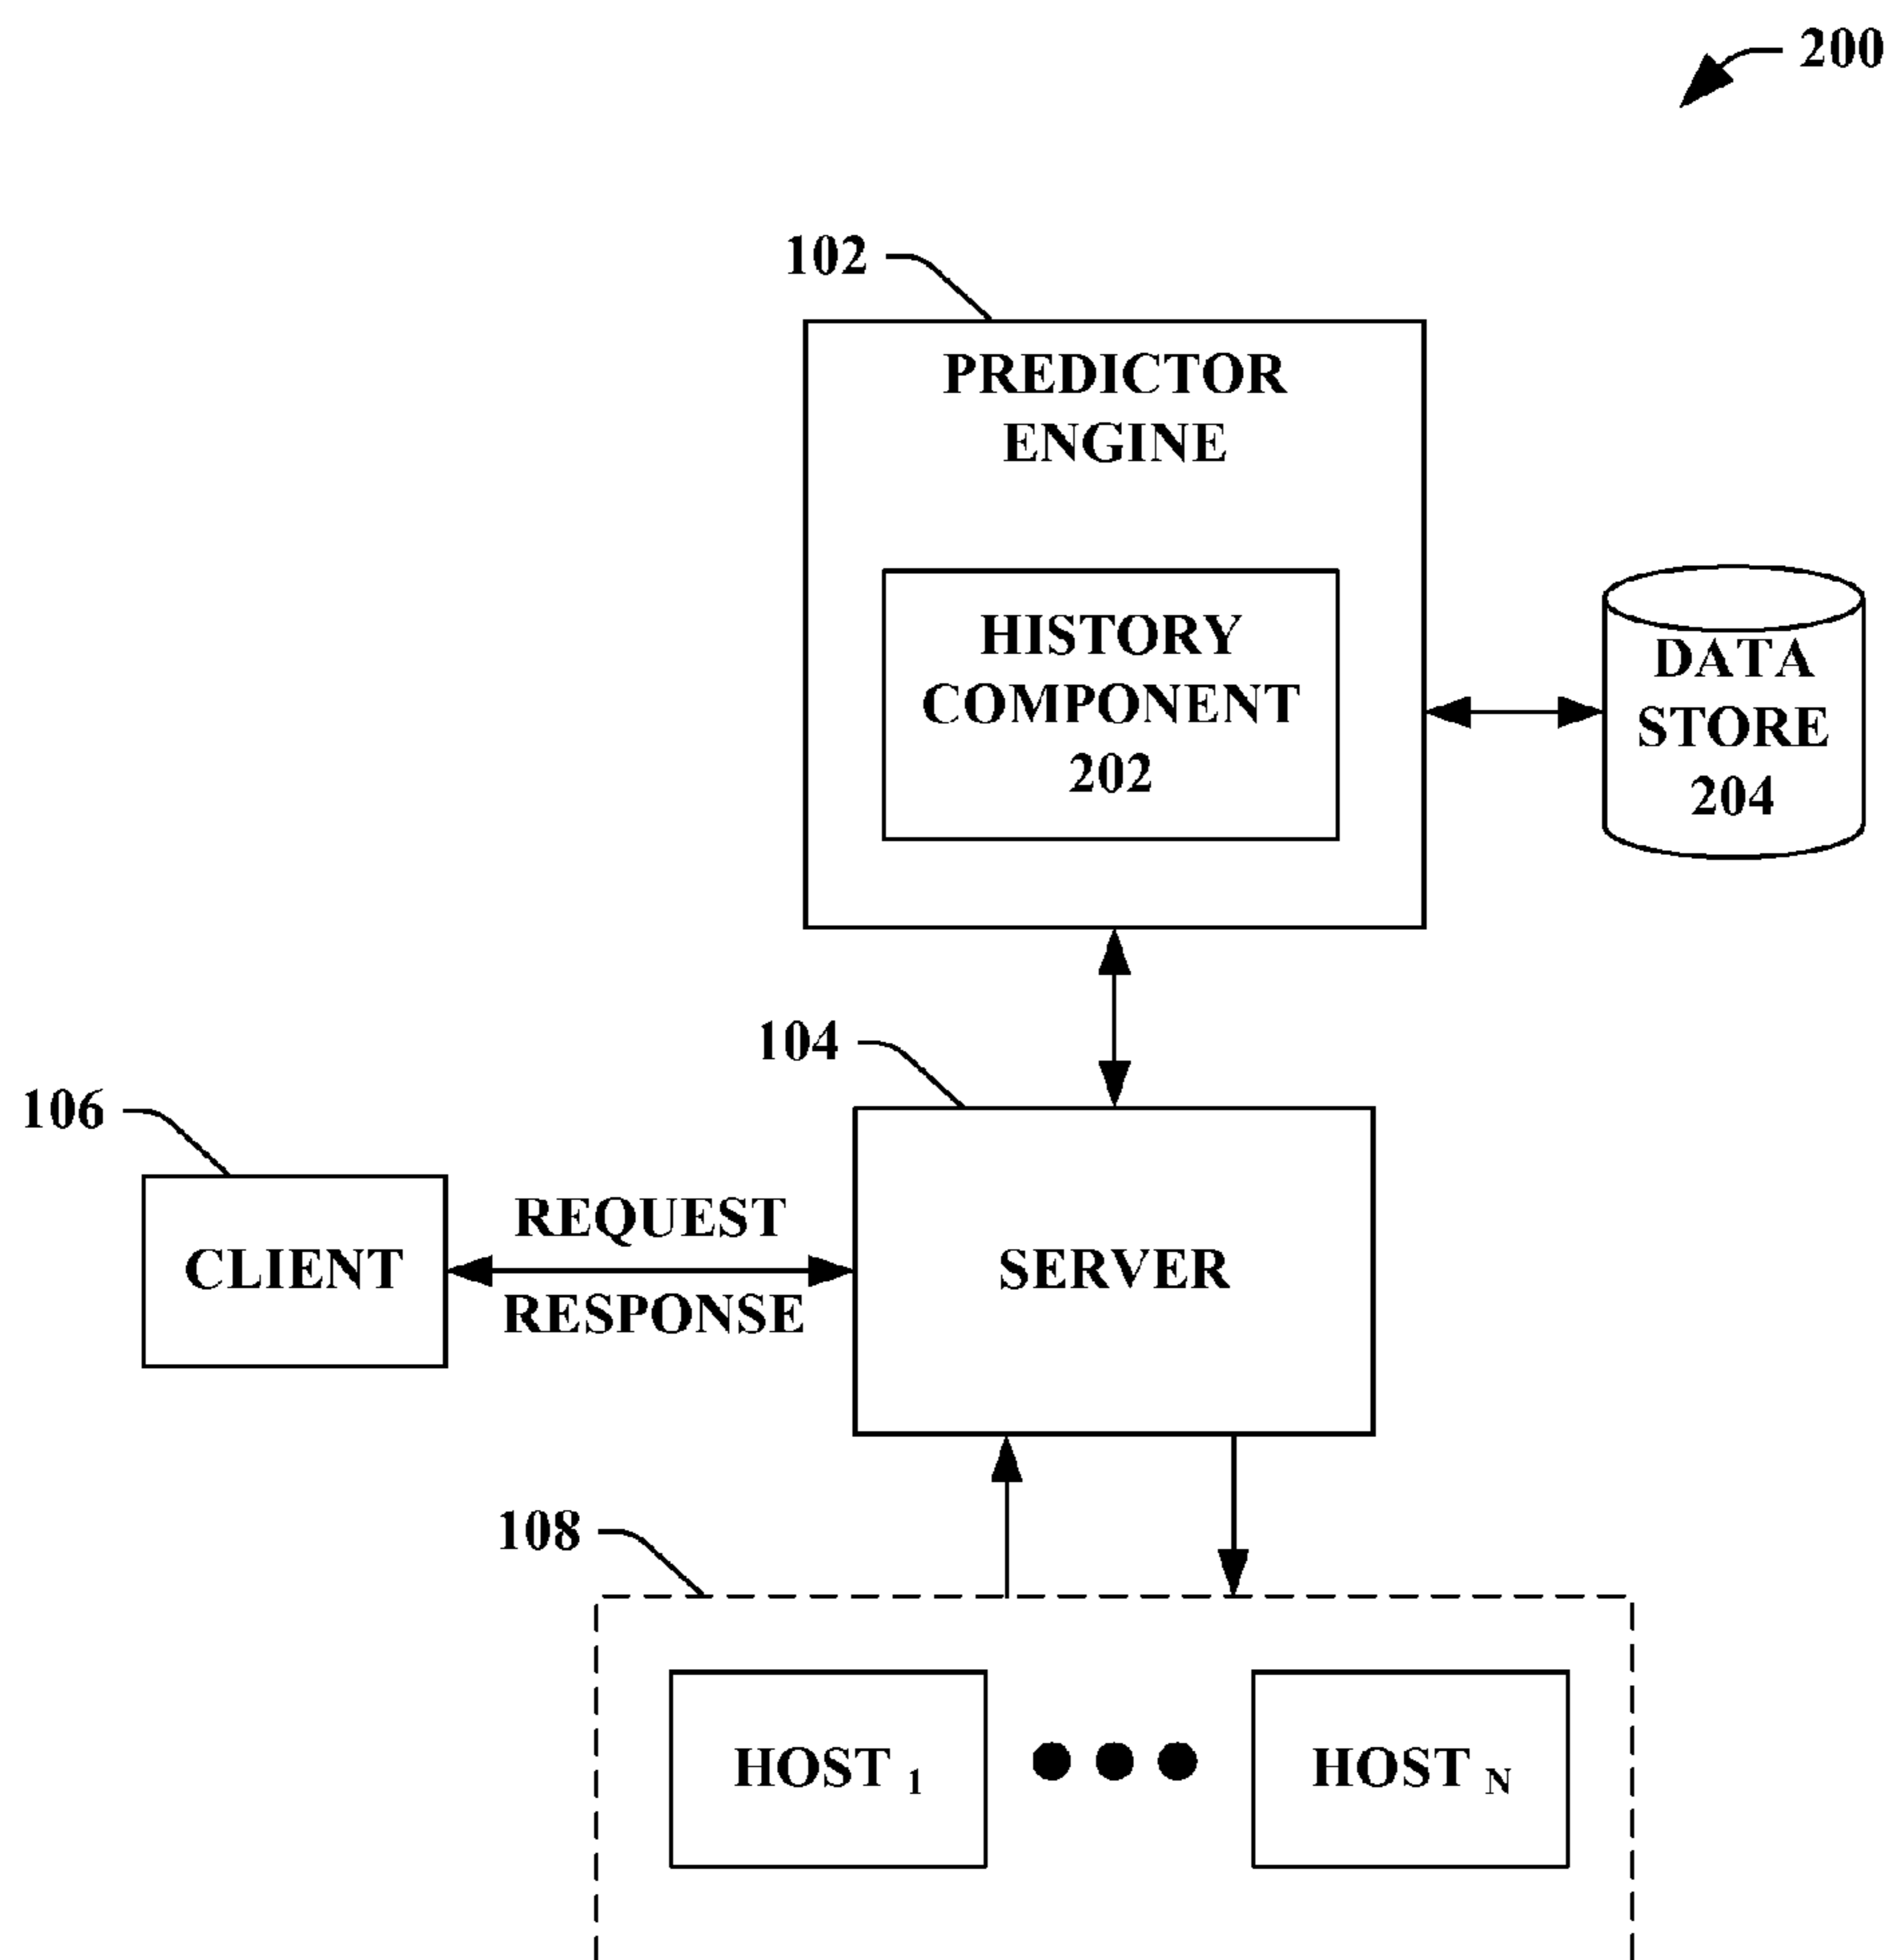 200
102
PREDICTOR
ENGINE
HISTORY
COMPONENT
202
DATA
STORE
204
104
106
REQUEST
CLIENT
RESPONSE
SERVER
108
HOST 1
HOST N